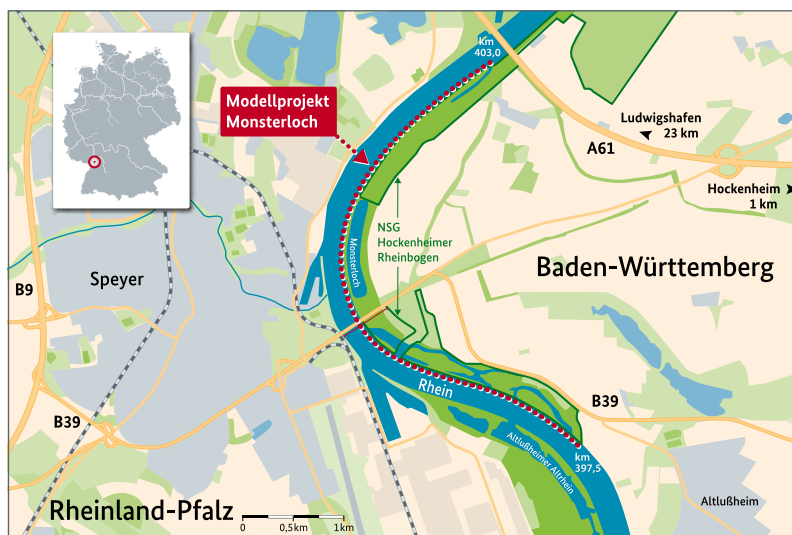 km
403,0
Modellprojekt
Monsterloch
Ludwigshafen
23 km
A61
Hockenheim
1 km
NSG
Hockenheimer
Rheinbogen
Monsterloch
Speyer
Baden-Württemberg
B9
Rhein
B39
B39
km
397,5
Altlußheimer Altrhein
Altlußheim
Rheinland-Pfalz
0 0,5km 1km